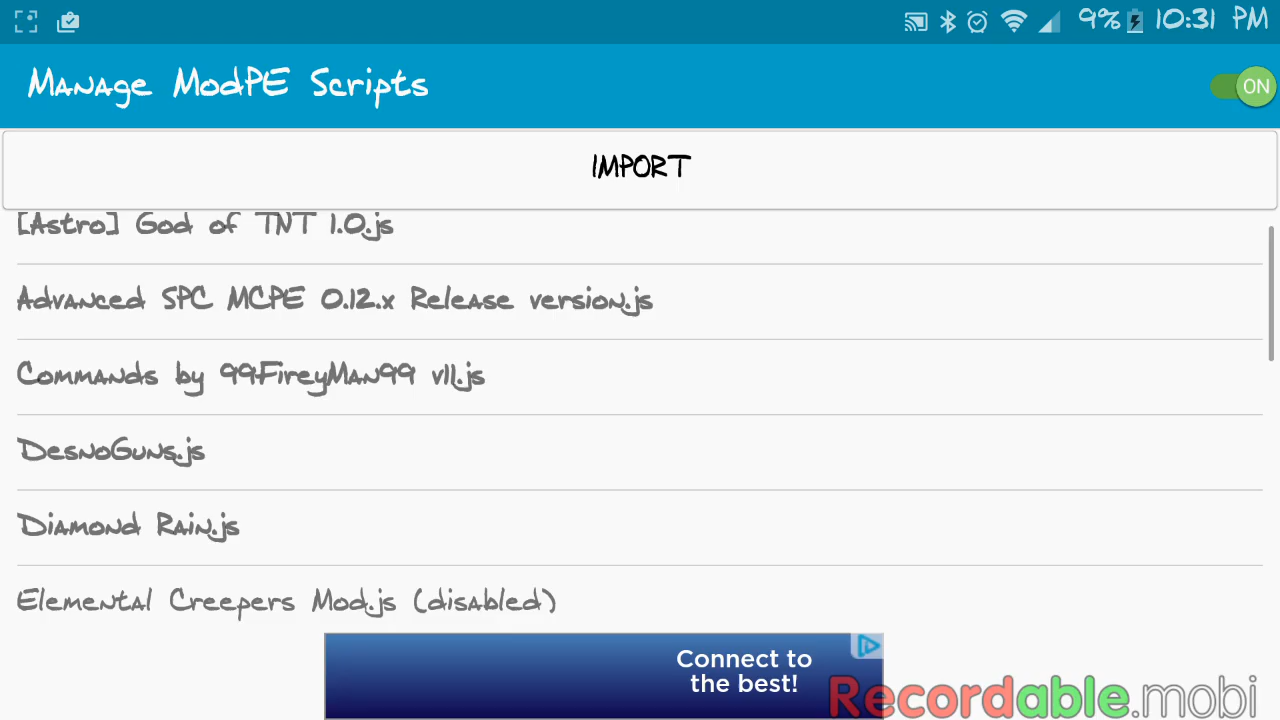 9% 10:31 PM
Manage ModPE Scripts
ON
IMPORT
[Astro] God of TNT 1.0.js
Advanced SPC MCPE 0.12.x Release version.js
Commands by 99FireyMan99 v11.js
DesnoGuns.js
Diamond Rain.js
Elemental Creepers Mod.js (disabled)
Connect to
the best!
Recordable.mobi